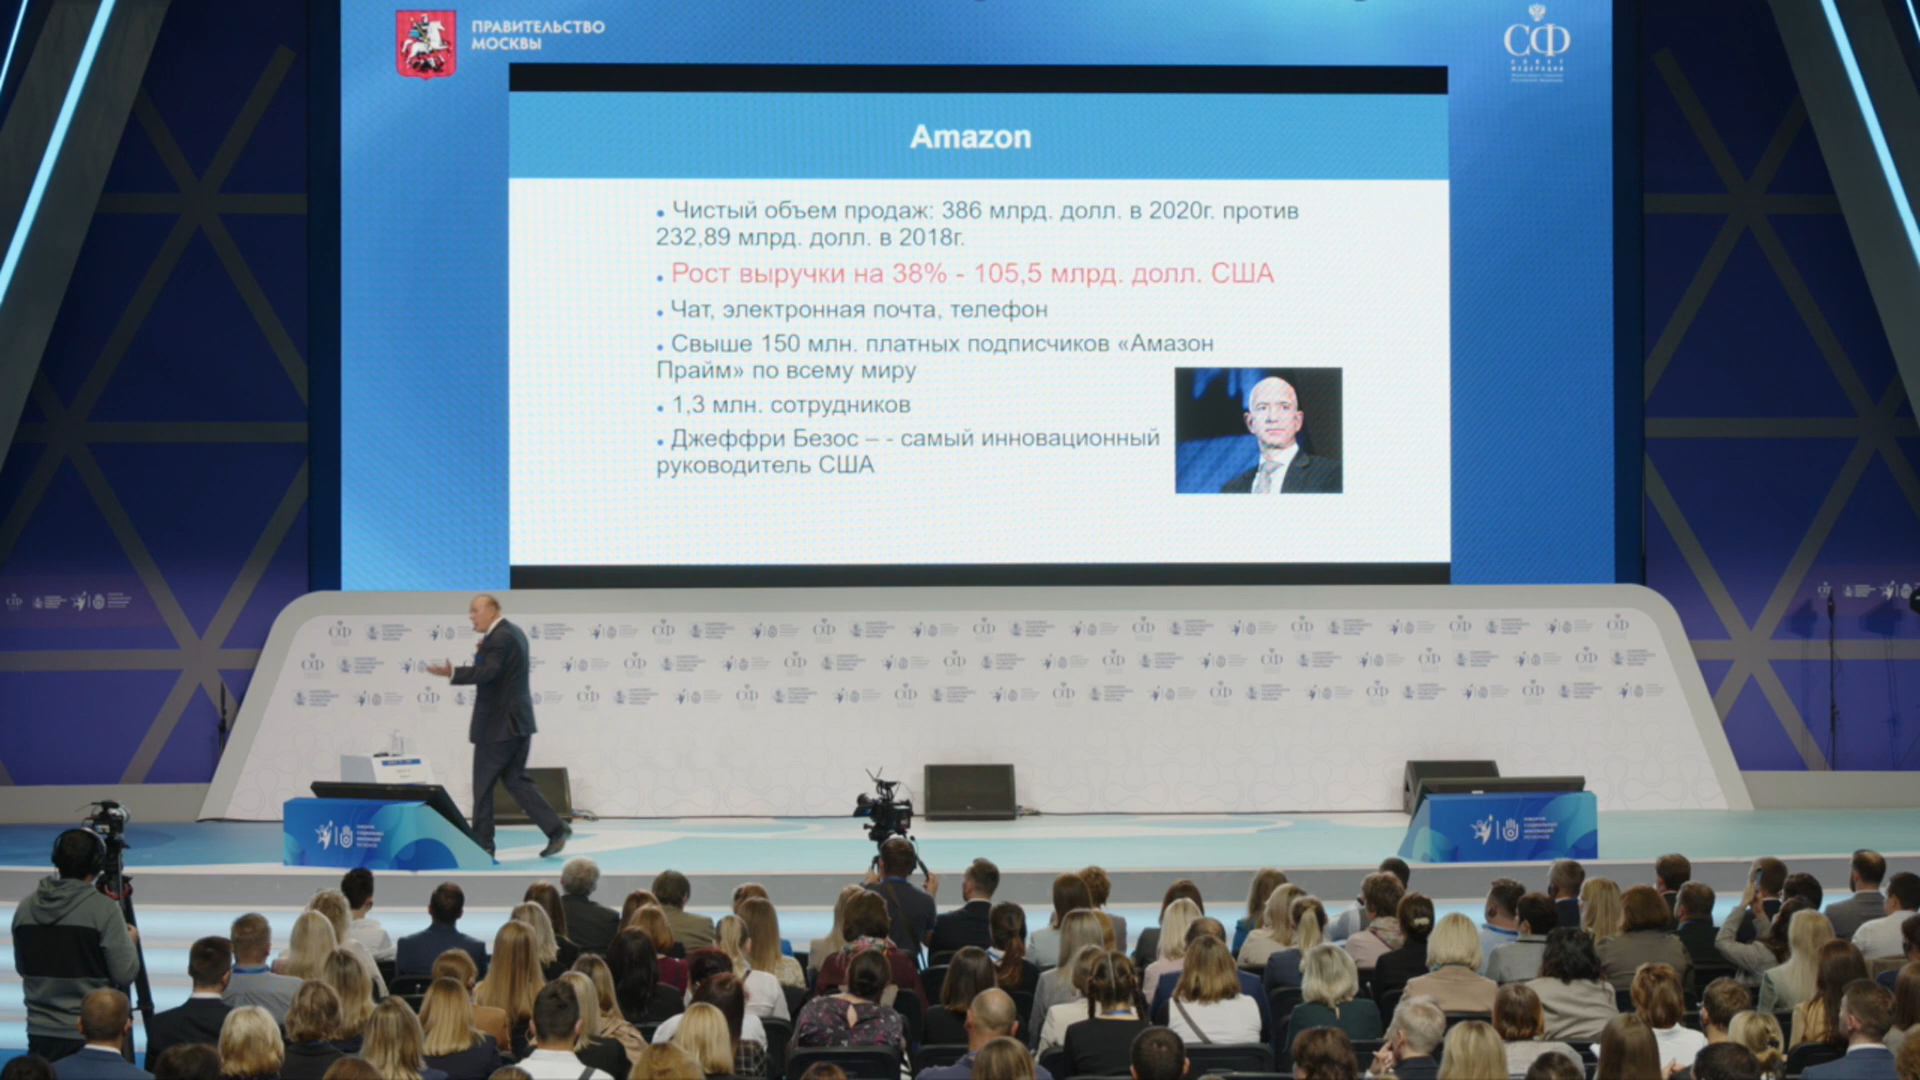 ПРАВИТЕЛЬСТВО
МОСКВЫ
СФ
СОВЕТ
ФЕДЕРАЦИИ
Amazon
• Чистый объем продаж: 386 млрд. долл. в 2020г. против
232,89 млрд. долл. в 2018г.
• Рост выручки на 38% - 105,5 млрд. долл. США
• Чат, электронная почта, телефон
• Свыше 150 млн. платных подписчиков «Амазон
Прайм» по всему миру
• 1,3 млн. сотрудников
• Джеффри Безос – - самый инновационный
руководитель США